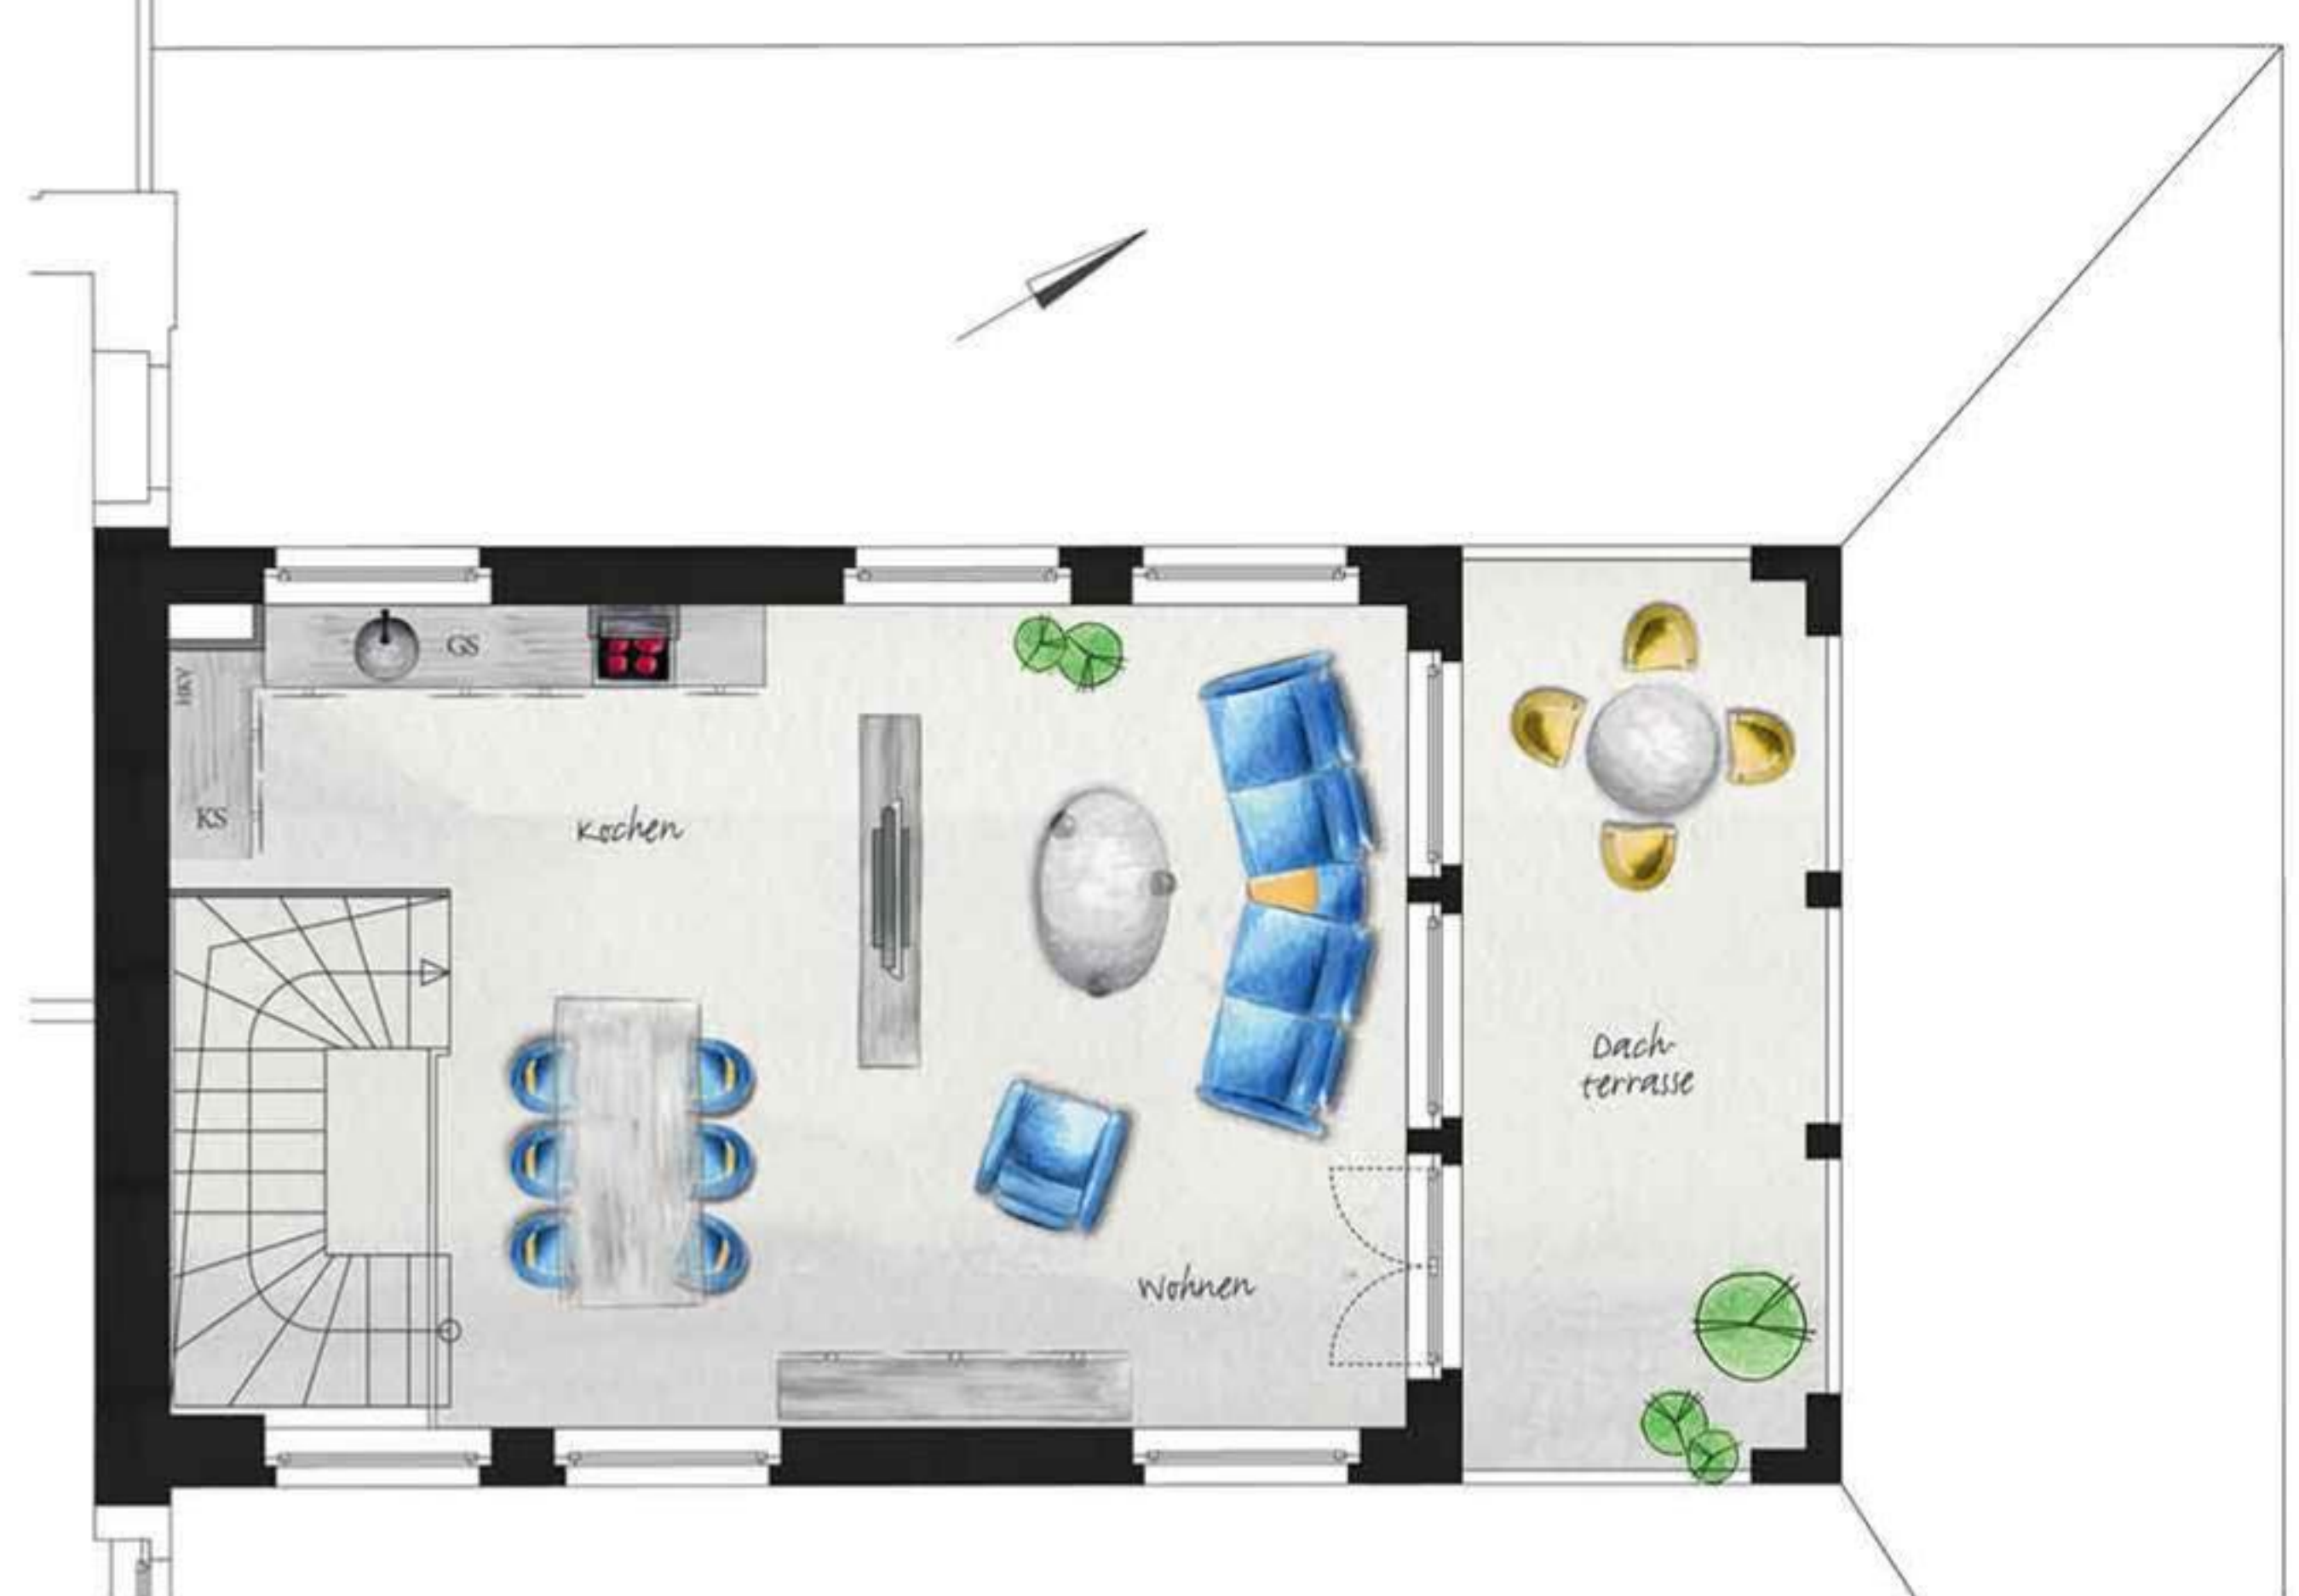 GS
HKV
KS
Kochen
Dach-
terrasse
Wohnen